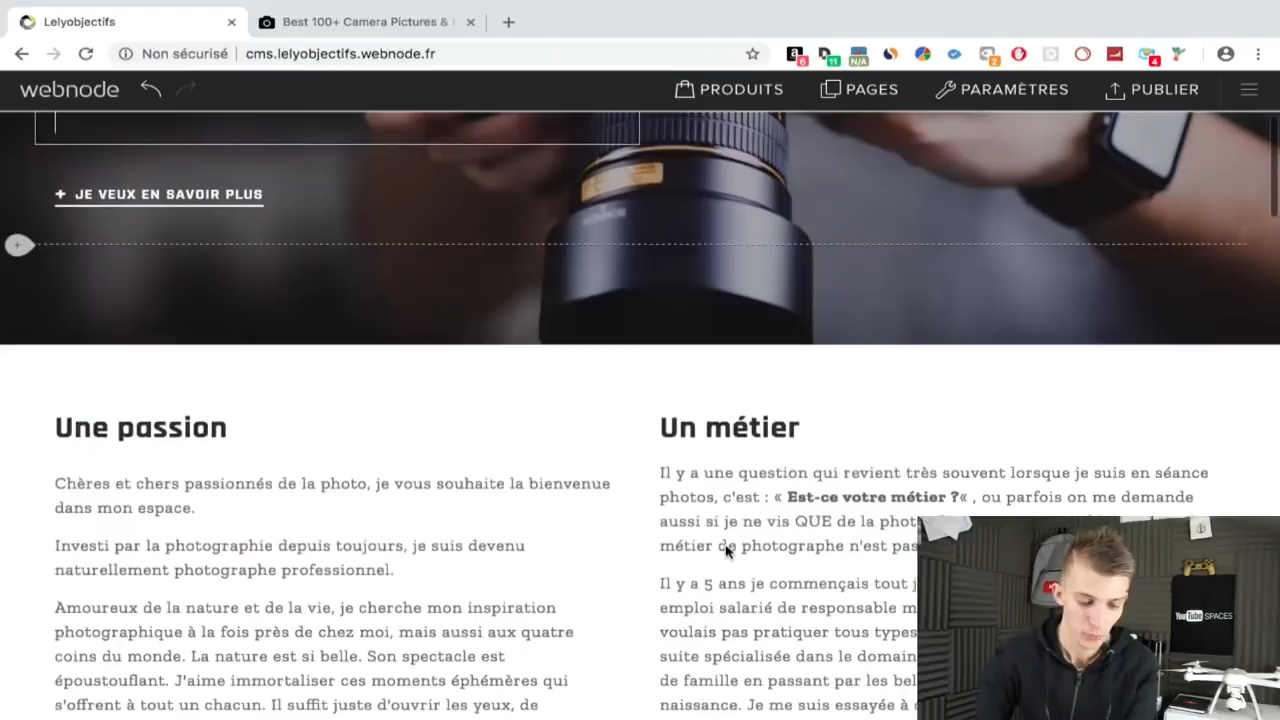 Lelyobjectifs
Best 100+ Camera Pictures &
Non sécurisé
cms.lelyobjectifs.webnode.fr
6
11
N/A
2
4
webnode
PRODUITS
PAGES
PARAMÈTRES
PUBLIER
+ JE VEUX EN SAVOIR PLUS
Une passion
Chères et chers passionnés de la photo, je vous souhaite la bienvenue
dans mon espace.
Investi par la photographie depuis toujours, je suis devenu
naturellement photographe professionnel.
Amoureux de la nature et de la vie, je cherche mon inspiration
photographique à la fois près de chez moi, mais aussi aux quatre
coins du monde. La nature est si belle. Son spectacle est
époustouflant. J'aime immortaliser ces moments éphémères qui
s'offrent à tout un chacun. Il suffit juste d'ouvrir les yeux, de
Un métier
Il y a une question qui revient très souvent lorsque je suis en séance
photos, c'est : « Est-ce votre métier ?« , ou parfois on me demande
aussi si je ne vis QUE de la phot
métier de photographe n'est pas
Il y a 5 ans je commençais tout j
emploi salarié de responsable m
voulais pas pratiquer tous types
suite spécialisée dans le domain
de famille en passant par les bel
naissance. Je me suis essayée à
YouTube SPACES